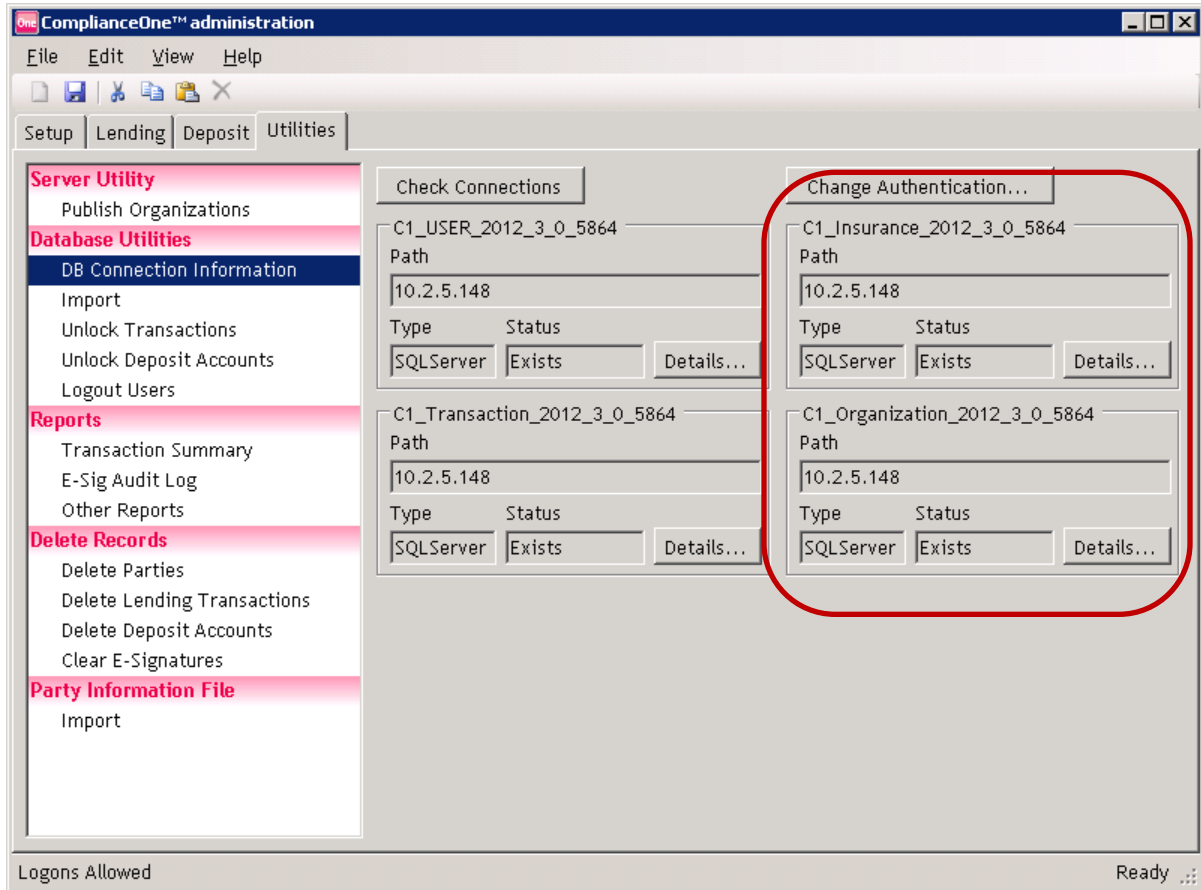 One ComplianceOne™ administration
File Edit View Help
Setup Lending Deposit Utilities
Server Utility
Publish Organizations
Database Utilities
DB Connection Information
Import
Unlock Transactions
Unlock Deposit Accounts
Logout Users
Reports
Transaction Summary
E-Sig Audit Log
Other Reports
Delete Records
Delete Parties
Delete Lending Transactions
Delete Deposit Accounts
Clear E-Signatures
Party Information File
Import
Check Connections
Change Authentication...
C1_USER_2012_3_0_5864
Path
10.2.5.148
Type Status
SQLServer Exists Details...
C1_Insurance_2012_3_0_5864
Path
10.2.5.148
Type Status
SQLServer Exists Details...
C1_Transaction_2012_3_0_5864
Path
10.2.5.148
Type Status
SQLServer Exists Details...
C1_Organization_2012_3_0_5864
Path
10.2.5.148
Type Status
SQLServer Exists Details...
Logons Allowed
Ready